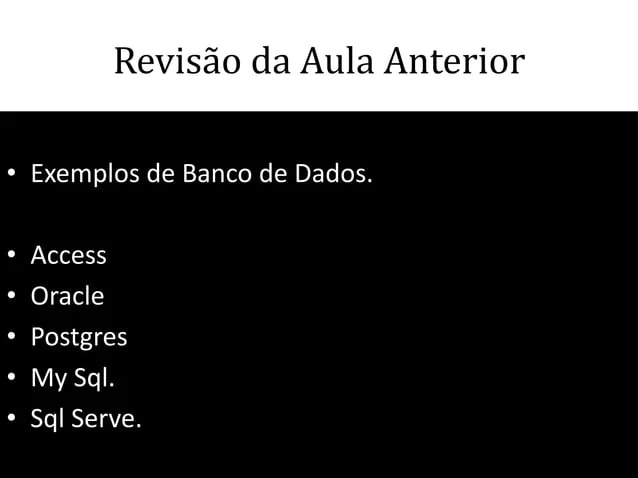 Revisão da Aula Anterior
• Exemplos de Banco de Dados.
• Access
• Oracle
• Postgres
• My Sql.
• Sql Serve.